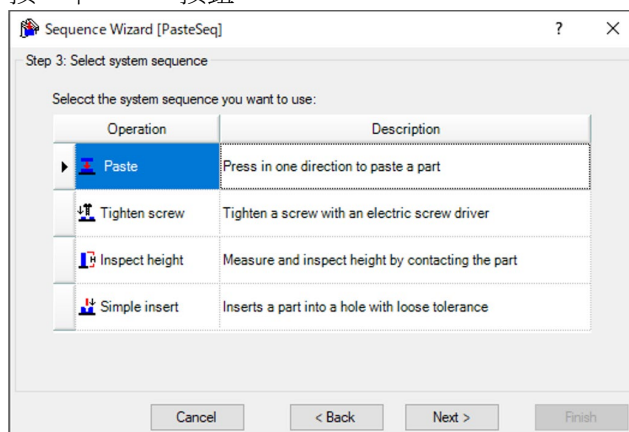 Sequence Wizard [PasteSeq]
Step 3: Select system sequence
Selecct the system sequence you want to use:
Operation Description
Paste Press in one direction to paste a part
Tighten screw Tighten a screw with an electric screw driver
Inspect height Measure and inspect height by contacting the part
Simple insert Inserts a part into a hole with loose tolerance
Cancel < Back Next > Finish